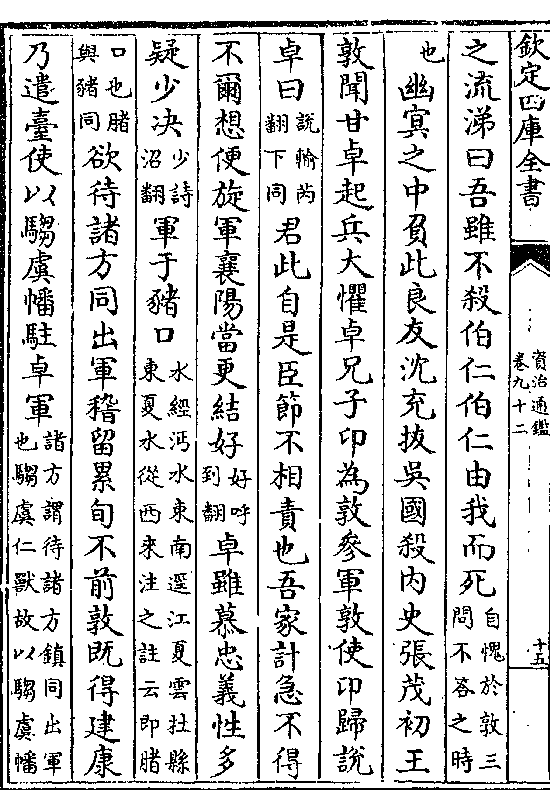 欽定四庫全書
資治通鑑
卷九十二
十五
之流涕曰吾雖不殺伯仁伯仁由我而死自愧於敦三
問不荅之時
也幽冥之中負此良友沈充拔吳國殺内史張茂初王
敦聞甘卓起兵大懼卓兄子卬為敦參軍敦使卬歸說
卓曰說輸芮
翻下同君此自是臣節不相責也吾家計急不得
不爾想便旋軍襄陽當更結好好呼
到翻卓雖慕忠義性多
疑少决少詩
沼翻軍于豬口水經沔水東南逕江夏雲杜縣
東夏水從西來注之註云即賭
口也賭
與豬同欲待諸方同出軍稽留累旬不前敦既得建康
乃遣臺使以騶虞幡駐卓軍諸方謂待諸方鎮同出軍
也騶虞仁獸故以騶虞幡